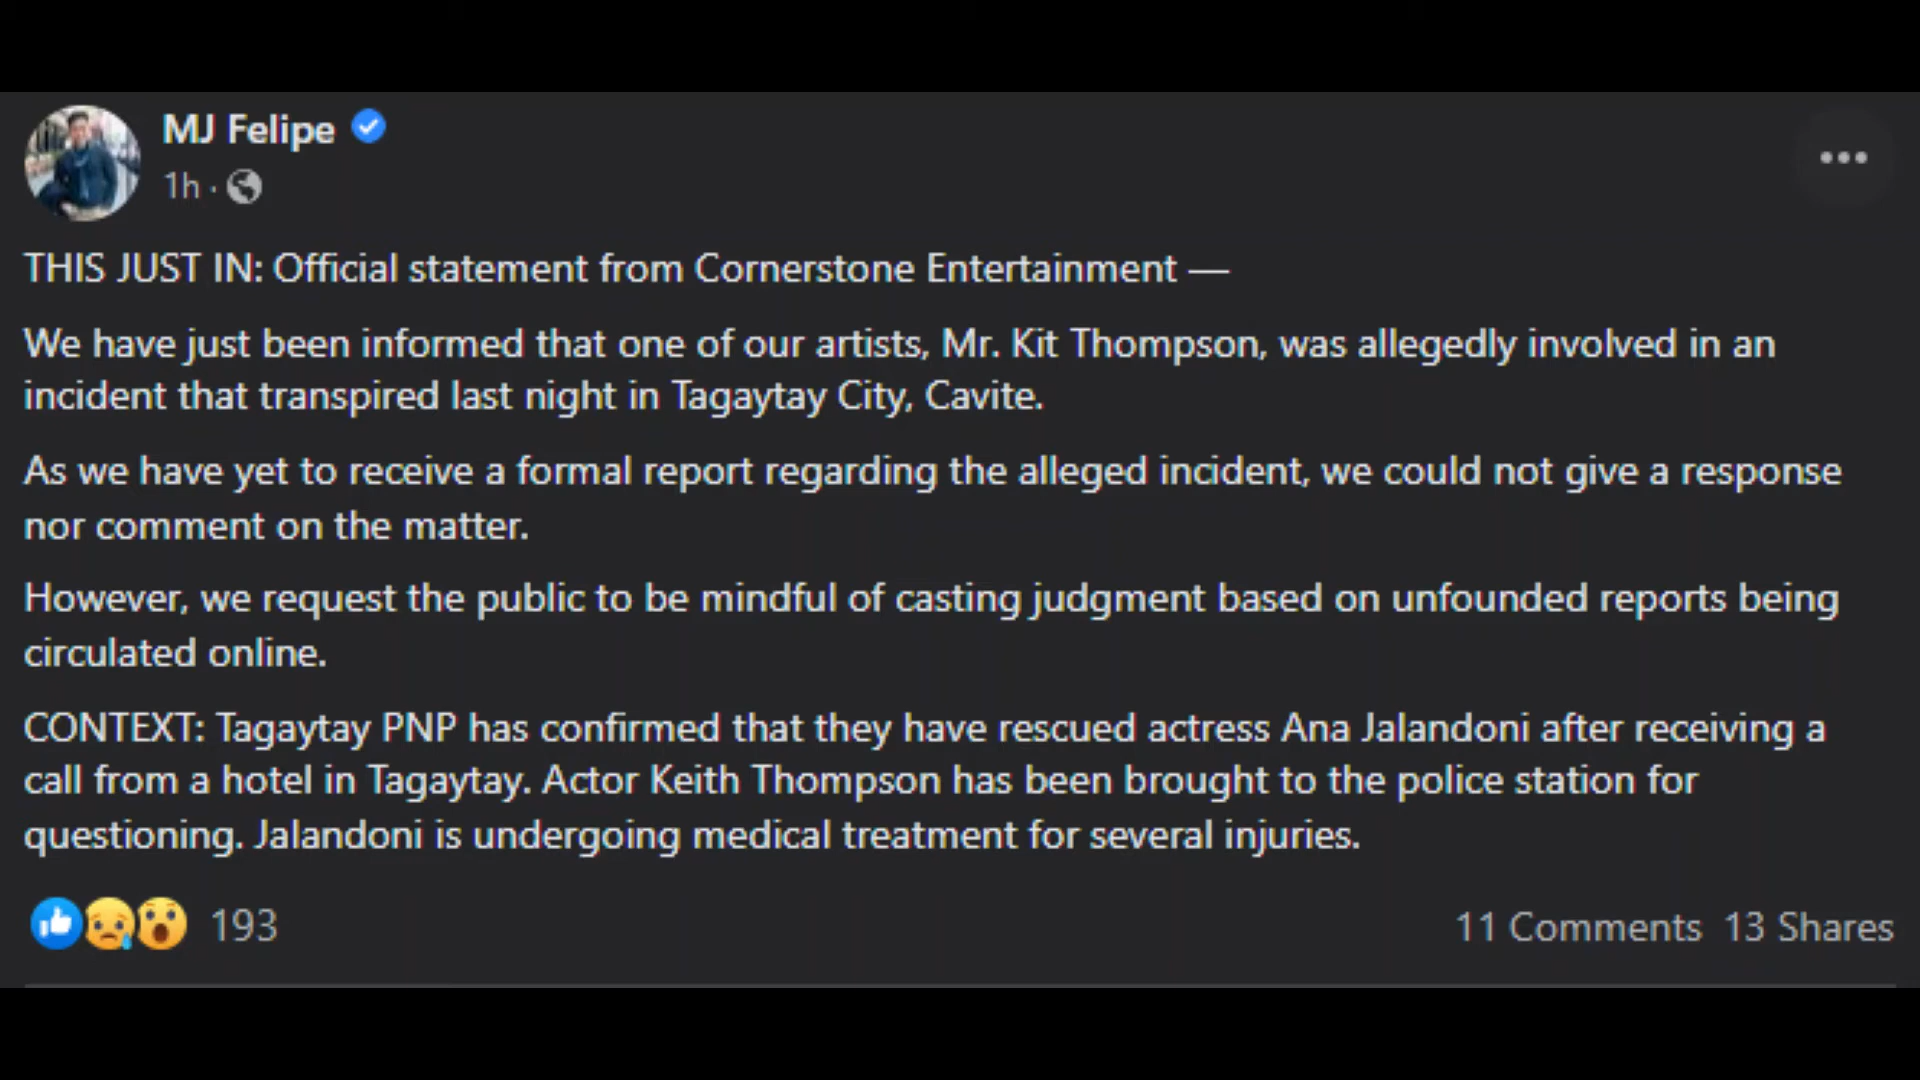 MJ Felipe
1h ·
THIS JUST IN: Official statement from Cornerstone Entertainment —
We have just been informed that one of our artists, Mr. Kit Thompson, was allegedly involved in an
incident that transpired last night in Tagaytay City, Cavite.
As we have yet to receive a formal report regarding the alleged incident, we could not give a response
nor comment on the matter.
However, we request the public to be mindful of casting judgment based on unfounded reports being
circulated online.
CONTEXT: Tagaytay PNP has confirmed that they have rescued actress Ana Jalandoni after receiving a
call from a hotel in Tagaytay. Actor Keith Thompson has been brought to the police station for
questioning. Jalandoni is undergoing medical treatment for several injuries.
193 11 Comments 13 Shares